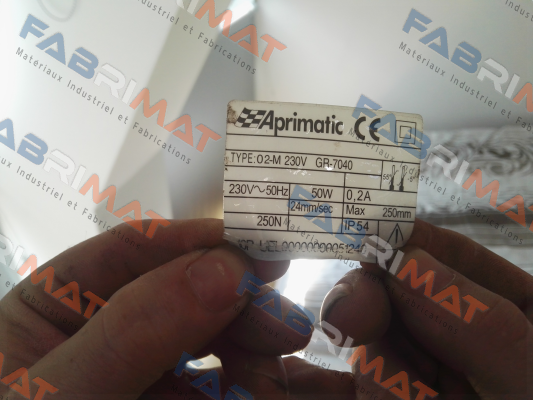 FABRIMAT
Materiaux Industriel et Fabrications
Aprimatic CE
TYPE: O2-M 230V GR-7040
230V~50Hz 50W 0,2A
24mm/sec Max 250mm
250N iP54